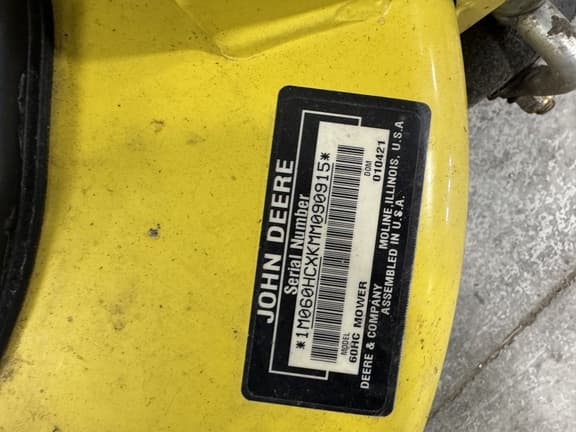 JOHN DEERE
Serial Number
*1M060HCXKMM090915*
MODEL DOM
60HC MOWER 010421
DEERE & COMPANY MOLINE ILLINOIS, U.S.A.
ASSEMBLED IN U.S.A.